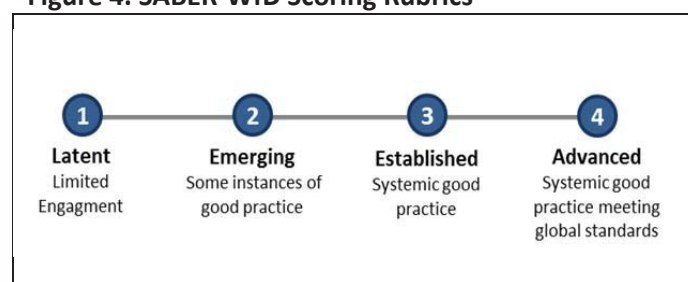 Figure 4: SABER-WfD Scoring Rubrics
1
2
3
4
Latent
Limited
Engagment
Emerging
Some instances of
good practice
Established
Systemic good
practice
Advanced
Systemic good
practice meeting
global standards